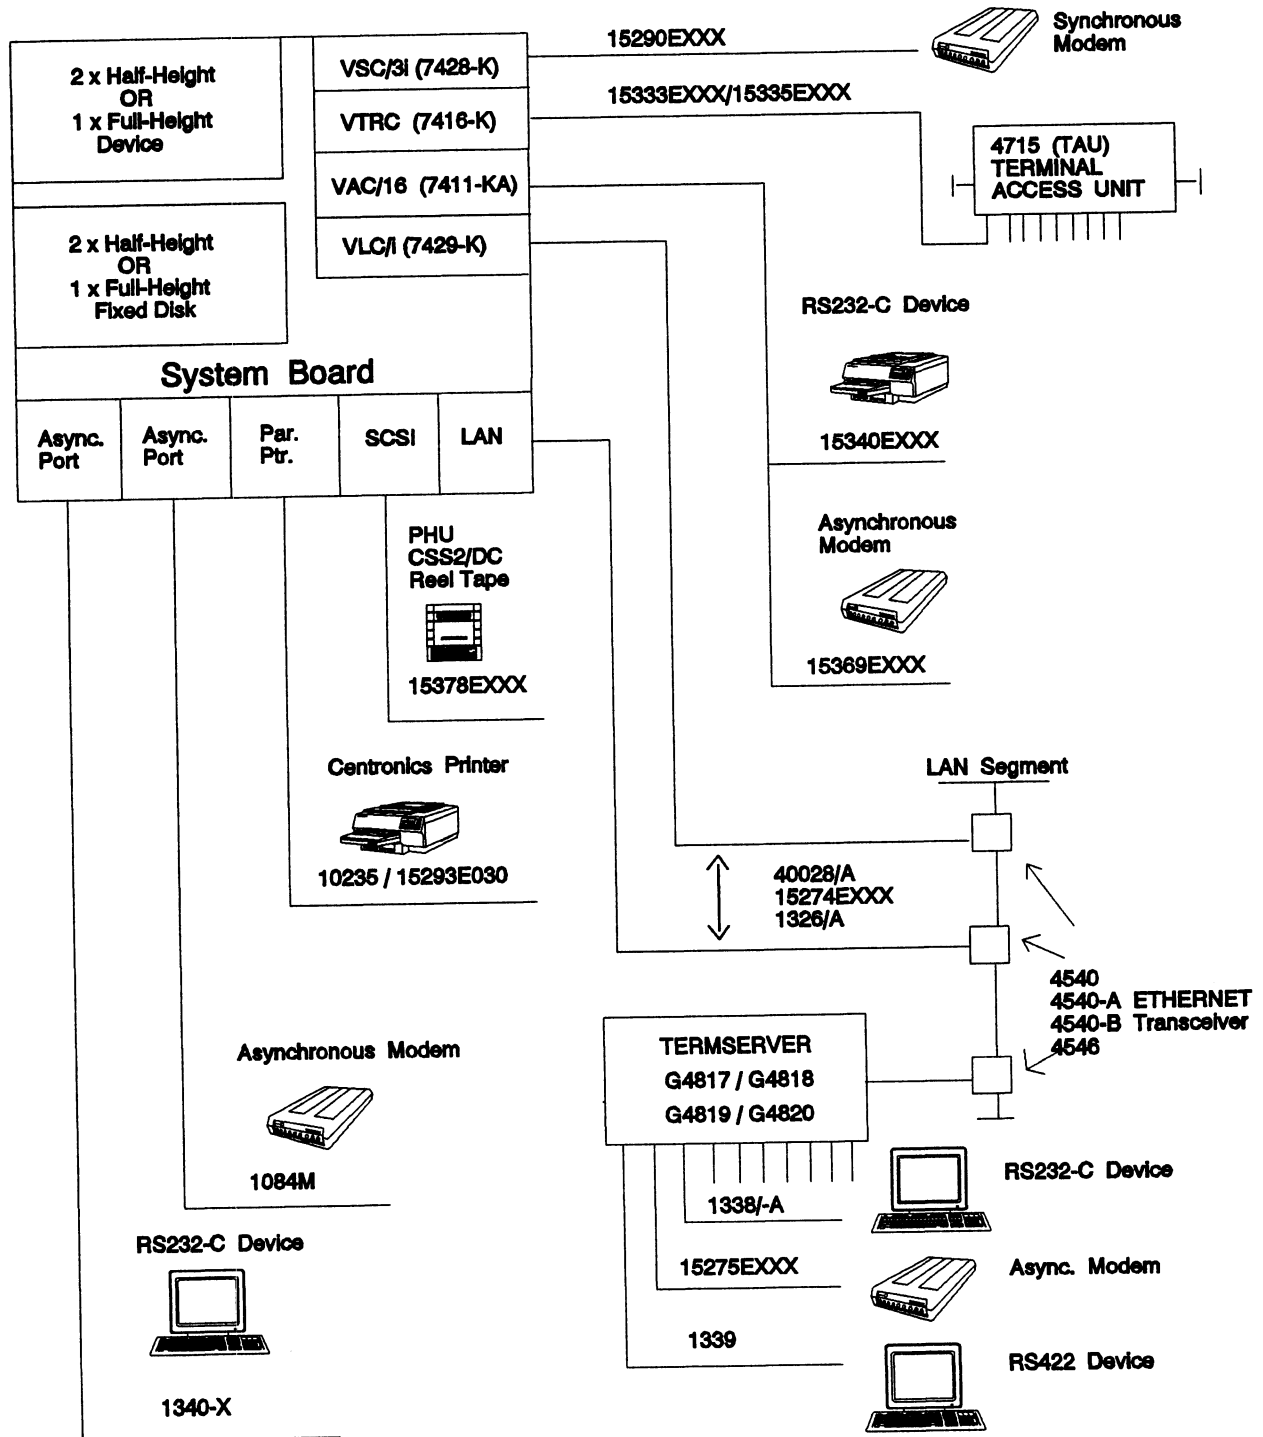 15290EXXX
Synchronous
Modem
2 x Half-Height
OR
1 x Full-Height
Device
VSC/3i (7428-K)
15333EXXX/15335EXXX
VTRC (7416-K)
4715 (TAU)
TERMINAL
ACCESS UNIT
VAC/16 (7411-KA)
2 x Half-Height
OR
1 x Full-Height
Fixed Disk
VLC/i (7429-K)
RS232-C Device
15340EXXX
System Board
Async.
Port
Async.
Port
Par.
Ptr.
SCSI
LAN
Asynchronous
Modem
15369EXXX
PHU
CSS2/DC
Reel Tape
15378EXXX
Centronics Printer
10235 / 15293E030
LAN Segment
40028/A
15274EXXX
1326/A
4540
4540-A ETHERNET
4540-B Transceiver
4546
TERMSERVER
G4817 / G4818
G4819 / G4820
Asynchronous Modem
1084M
1338/-A
RS232-C Device
15275EXXX
Async. Modem
1339
RS422 Device
RS232-C Device
1340-X